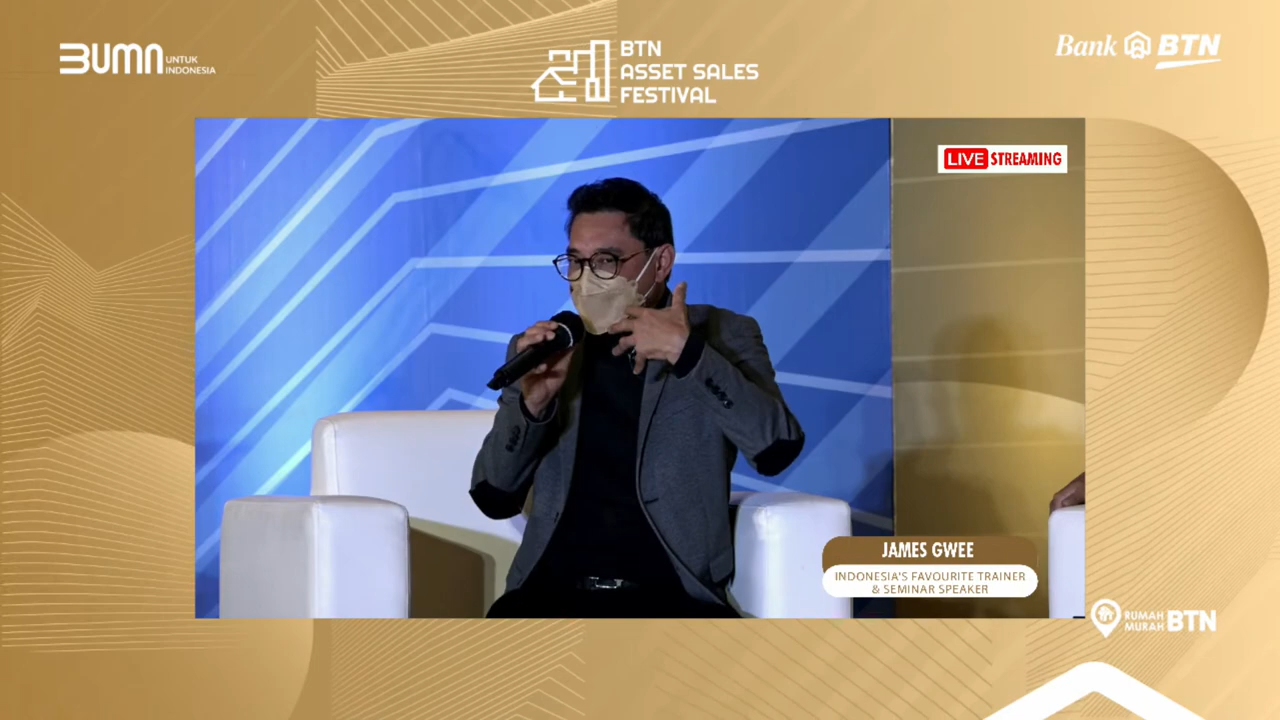 BUMN
UNTUK
INDONESIA
BTN
ASSET SALES
FESTIVAL
Bank BTN
LIVE STREAMING
JAMES GWEE
INDONESIA'S FAVOURITE TRAINER
& SEMINAR SPEAKER
RUMAH
MURAH BTN